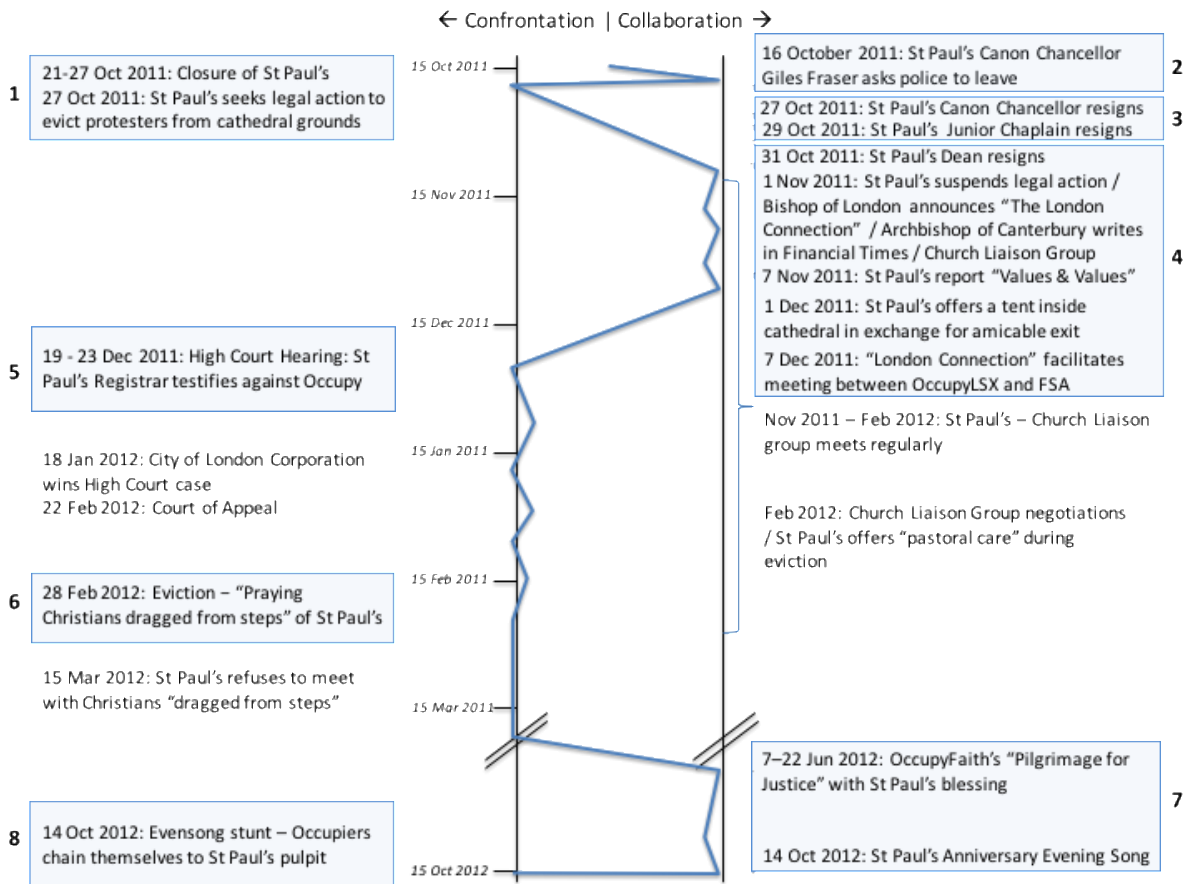 ← Confrontation | Collaboration →
1
21-27 Oct 2011: Closure of St Paul's
27 Oct 2011: St Paul's seeks legal action to
evict protesters from cathedral grounds
5
19 - 23 Dec 2011: High Court Hearing: St
Paul's Registrar testifies against Occupy
18 Jan 2012: City of London Corporation
wins High Court case
22 Feb 2012: Court of Appeal
6
28 Feb 2012: Eviction – “Praying
Christians dragged from steps” of St Paul's
15 Mar 2012: St Paul's refuses to meet
with Christians “dragged from steps”
8
14 Oct 2012: Evensong stunt – Occupiers
chain themselves to St Paul's pulpit
15 Oct 2011
15 Nov 2011
15 Dec 2011
15 Jan 2011
15 Feb 2011
15 Mar 2011
15 Oct 2012
16 October 2011: St Paul's Canon Chancellor
Giles Fraser asks police to leave
2
27 Oct 2011: St Paul's Canon Chancellor resigns
29 Oct 2011: St Paul's Junior Chaplain resigns
3
31 Oct 2011: St Paul's Dean resigns
1 Nov 2011: St Paul's suspends legal action /
Bishop of London announces “The London
Connection” / Archbishop of Canterbury writes
in Financial Times / Church Liaison Group
7 Nov 2011: St Paul's report “Values & Values”
1 Dec 2011: St Paul's offers a tent inside
cathedral in exchange for amicable exit
7 Dec 2011: “London Connection” facilitates
meeting between OccupyLSX and FSA
4
Nov 2011 – Feb 2012: St Paul's – Church Liaison
group meets regularly
Feb 2012: Church Liaison Group negotiations
/ St Paul's offers “pastoral care” during
eviction
7–22 Jun 2012: OccupyFaith's “Pilgrimage for
Justice” with St Paul's blessing
14 Oct 2012: St Paul's Anniversary Evening Song
7